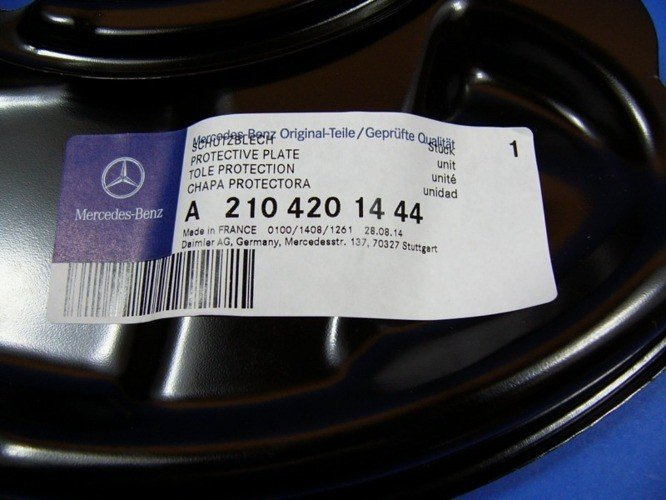 Mercedes-Benz Original-Teile/Geprüfte Qualität
SCHUTZBLECH Stück 1
PROTECTIVE PLATE unit
TOLE PROTECTION unité
CHAPA PROTECTORA unidad
Mercedes-Benz
A 210 420 14 44
Made in FRANCE 0100/1408/1261 28.08.14
Daimler AG, Germany, Mercedesstr. 137, 70327 Stuttgart